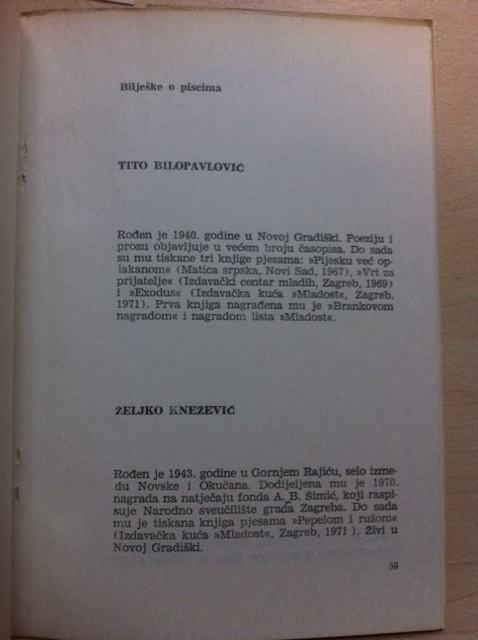 Bilješke o piscima
TITO BILOPAVLOVIĆ
Rođen je 1940. godine u Novoj Gradiški. Poeziju i
prozu objavljuje u većem broju časopisa. Do sada
su mu tiskane tri knjige pjesama: »Pijesku već op-
lakanom« (Matica srpska, Novi Sad, 1967), »Vrt za
prijatelje« (Izdavački centar mladih, Zagreb, 1969)
i »Exodus« (Izdavačka kuća »Mladost«, Zagreb,
1971). Prva knjiga nagrađena mu je »Brankovom
nagradom« i nagradom lista »Mladost«.
ŽELJKO KNEŽEVIĆ
Rođen je 1943. godine u Gornjem Rajiću, selo izme-
đu Novske i Okučana. Dodijeljena mu je 1970.
nagrada na natječaju fonda A. B. Šimić, koji raspi-
suje Narodno sveučilište grada Zagreba. Do sada
mu je tiskana knjiga pjesama »Pepelom i ružom«
(Izdavačka kuća »Mladost«, Zagreb, 1971 ). Živi u
Novoj Gradiški.
59